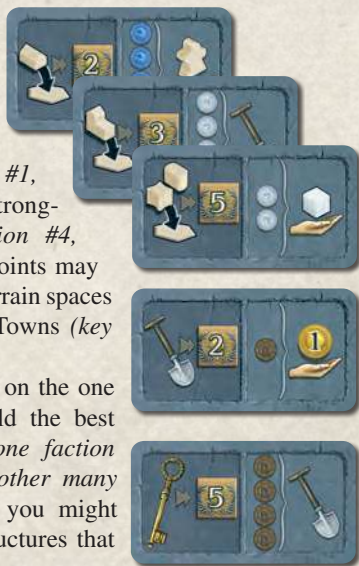 2
3
#1,
trong-
5
ion #4,
oints may
rrain spaces
Towns (key
2
1
on the one
ld the best
one faction
other many
5
you might
uctures that